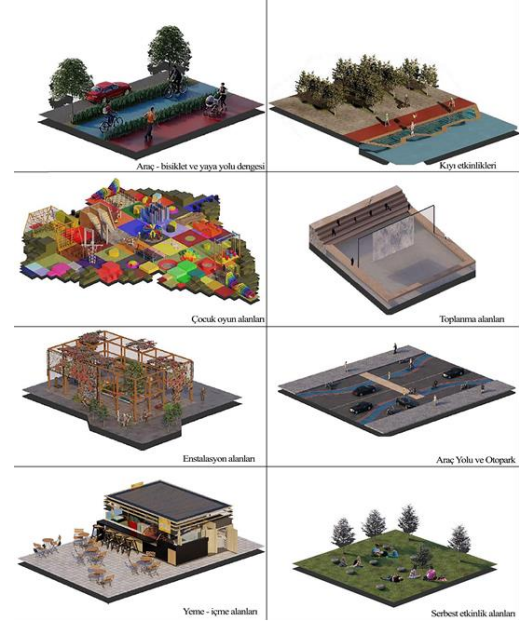 Araç - bisiklet ve yaya yolu dengesi
Kıyı etkinlikleri
Çocuk oyun alanları
Toplanma alanları
Enstalasyon alanları
Araç Yolu ve Otopark
Yeme - içme alanları
Serbest etkinlik alanları